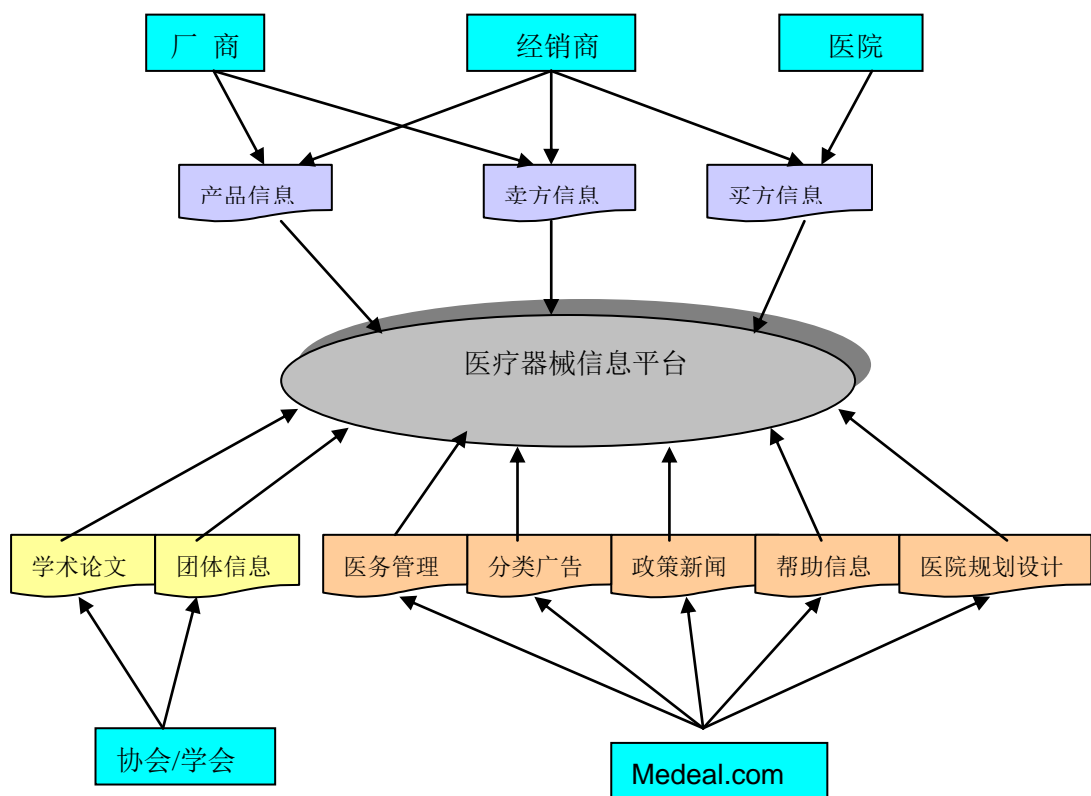 厂 商
经销商
医院
产品信息
卖方信息
买方信息
医疗器械信息平台
学术论文
团体信息
医务管理
分类广告
政策新闻
帮助信息
医院规划设计
协会/学会
Medeal.com